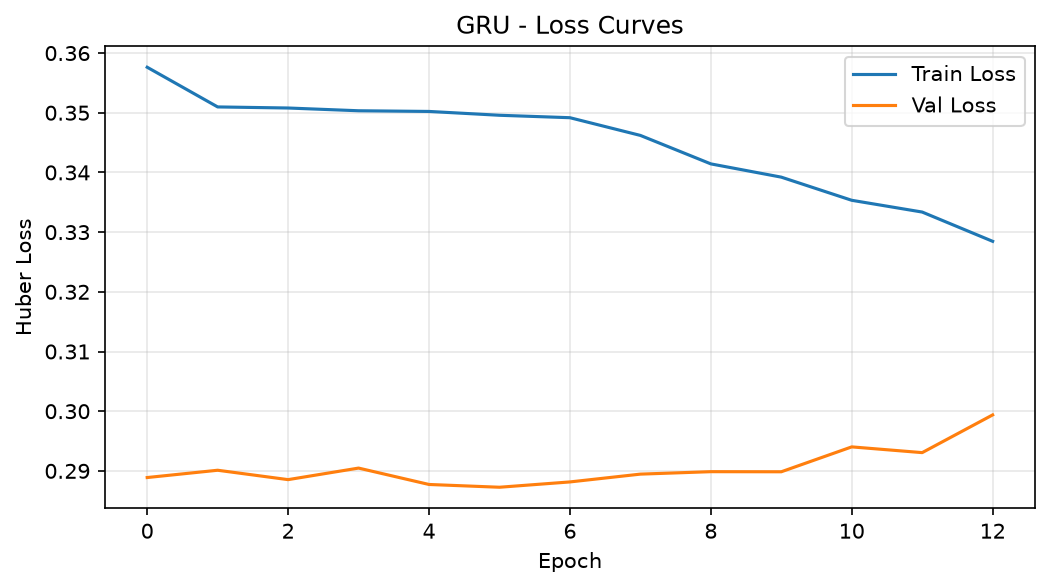 GRU - Loss Curves
0.36
0.35
0.34
0.33
0.32
0.31
0.30
0.29
Huber Loss
Train Loss
Val Loss
0 2 4 6 8 10 12
Epoch